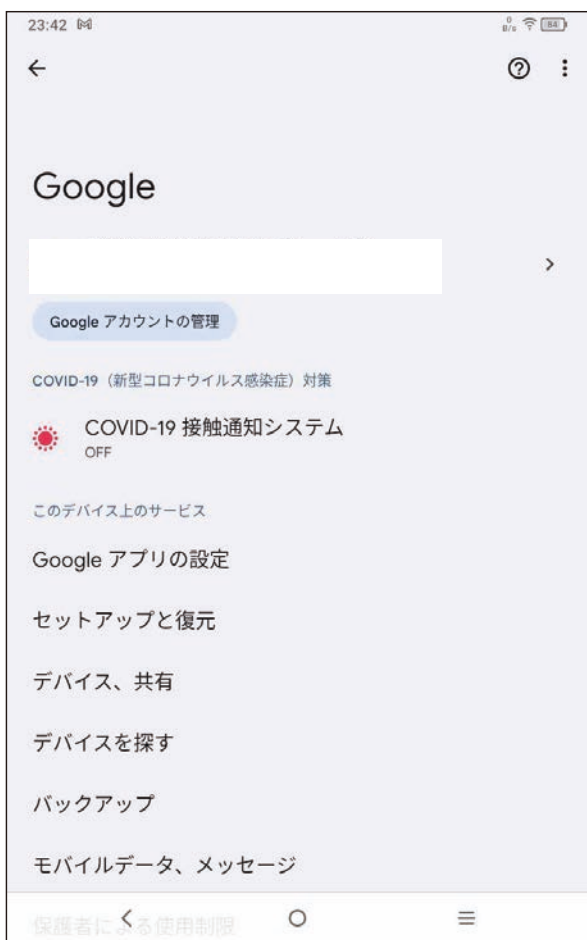 23:42
0
B/s
84
Google
Google アカウントの管理
COVID-19（新型コロナウイルス感染症）対策
COVID-19 接触通知システム
OFF
このデバイス上のサービス
Google アプリの設定
セットアップと復元
デバイス、共有
デバイスを探す
バックアップ
モバイルデータ、メッセージ
保護者による使用制限